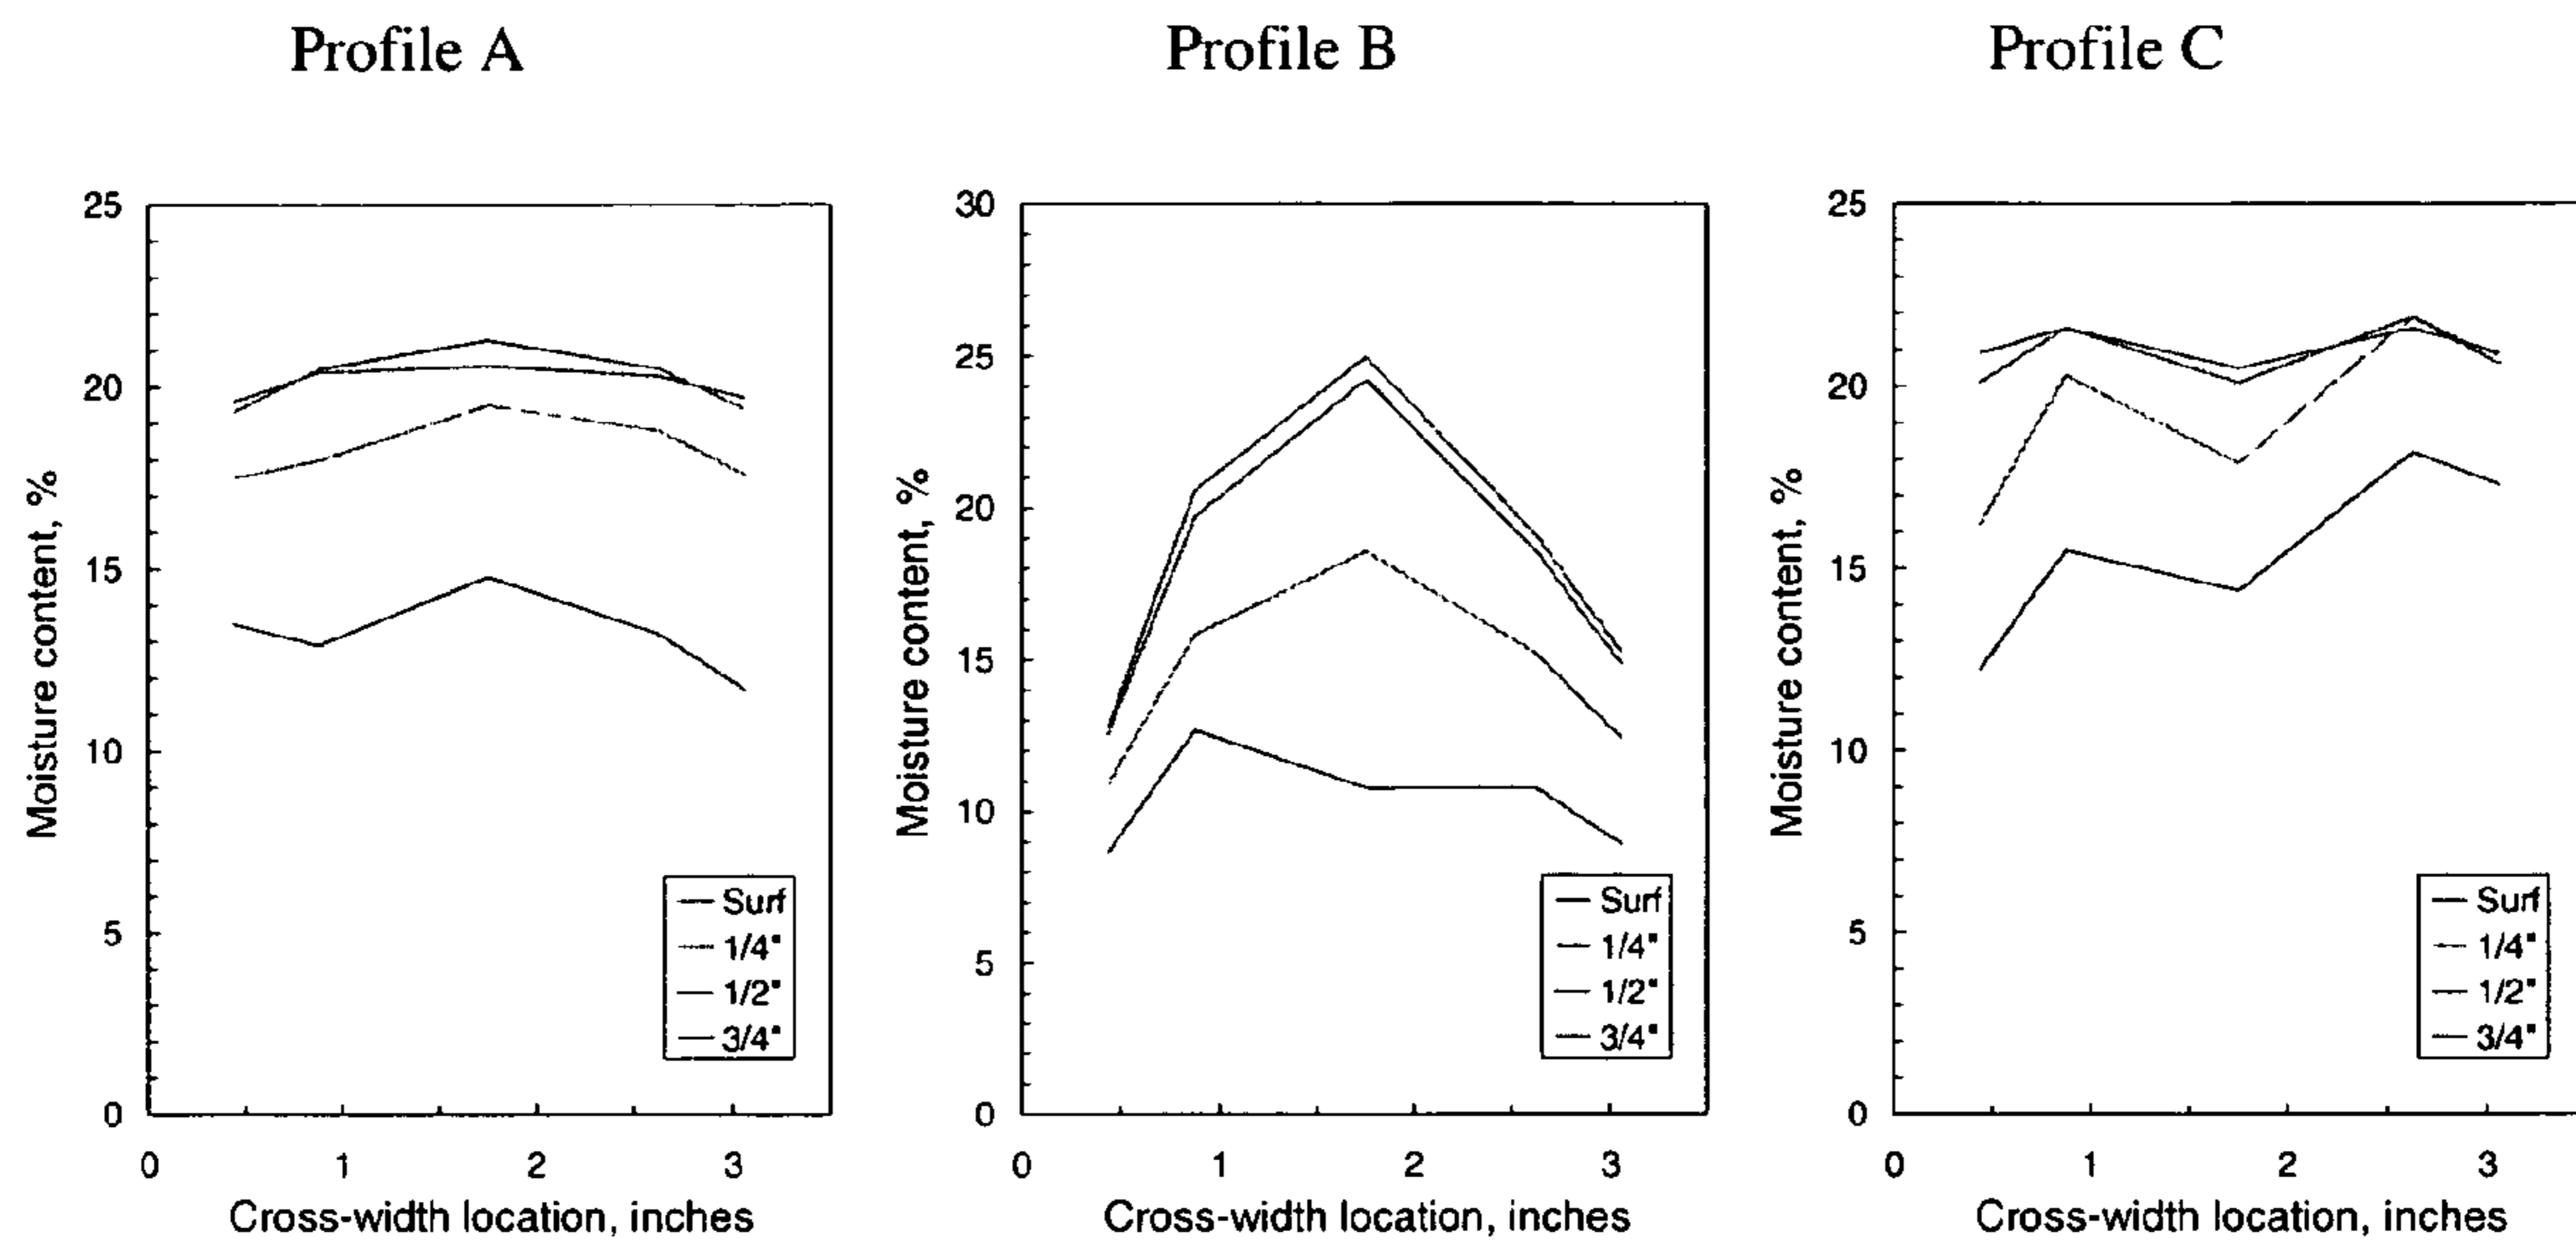 Profile A
25
20
15
10
5
0
Moisture content, %
Surf
1/4"
1/2"
3/4"
0 1 2 3
Cross-width location, inches
Profile B
30
25
20
15
10
5
0
Moisture content, %
Surf
1/4"
1/2"
3/4"
0 1 2 3
Cross-width location, inches
Profile C
25
20
15
10
5
0
Moisture content, %
Surf
1/4"
1/2"
3/4"
0 1 2 3
Cross-width location, inches